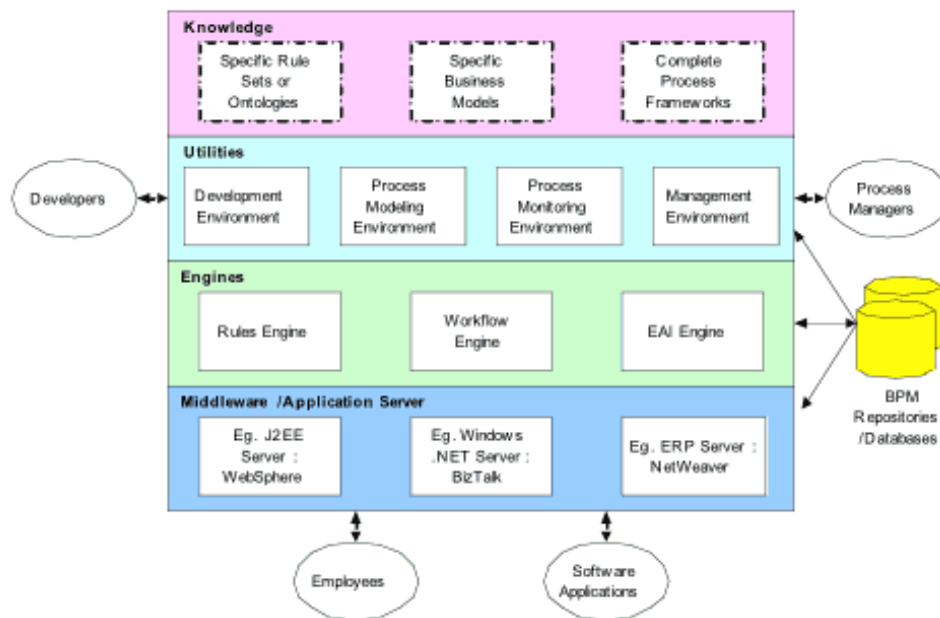 Knowledge
Specific Rule
Sets or
Ontologies
Specific
Business
Models
Complete
Process
Frameworks
Utilities
Developers
Development
Environment
Process
Modeling
Environment
Process
Monitoring
Environment
Management
Environment
Process
Managers
Engines
Rules Engine
Workflow
Engine
EAI Engine
BPM
Repositories
/Databases
Middleware /Application Server
Eg. J2EE
Server :
WebSphere
Eg. Windows
.NET Server :
BizTalk
Eg. ERP Server :
NetWeaver
Employees
Software
Applications